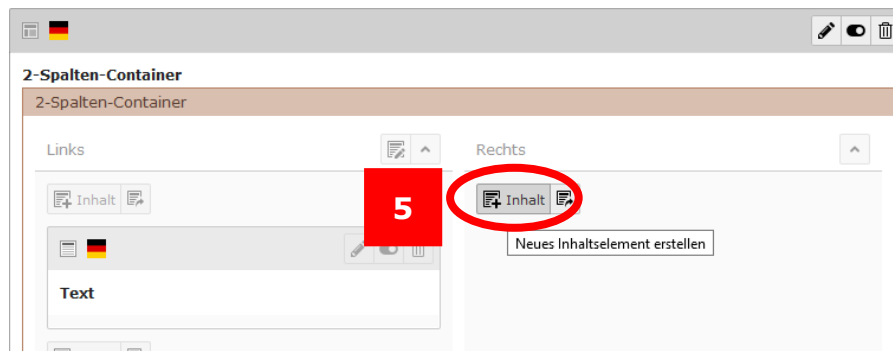 2-Spalten-Container
2-Spalten-Container
Links
Rechts
Inhalt
5
Inhalt
Neues Inhaltselement erstellen
Text